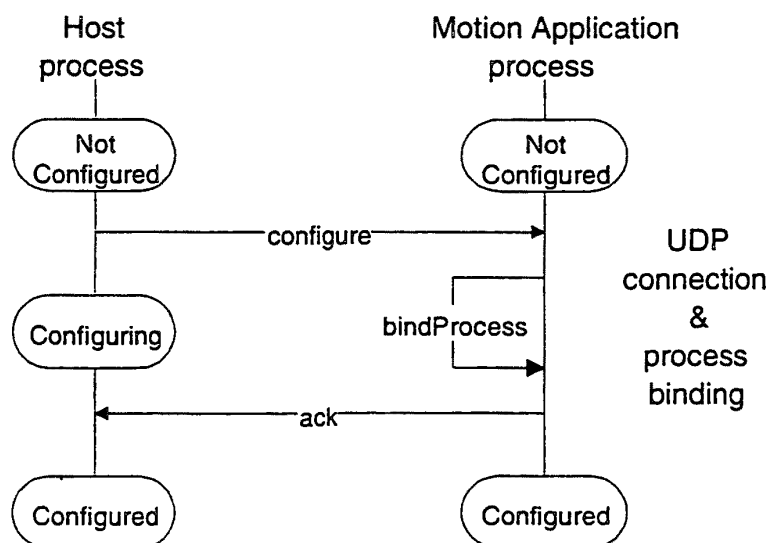 Host
process
Motion Application
process
Not
Configured
Not
Configured
configure
UDP
connection
&
process
binding
bindProcess
Configuring
ack
Configured
Configured